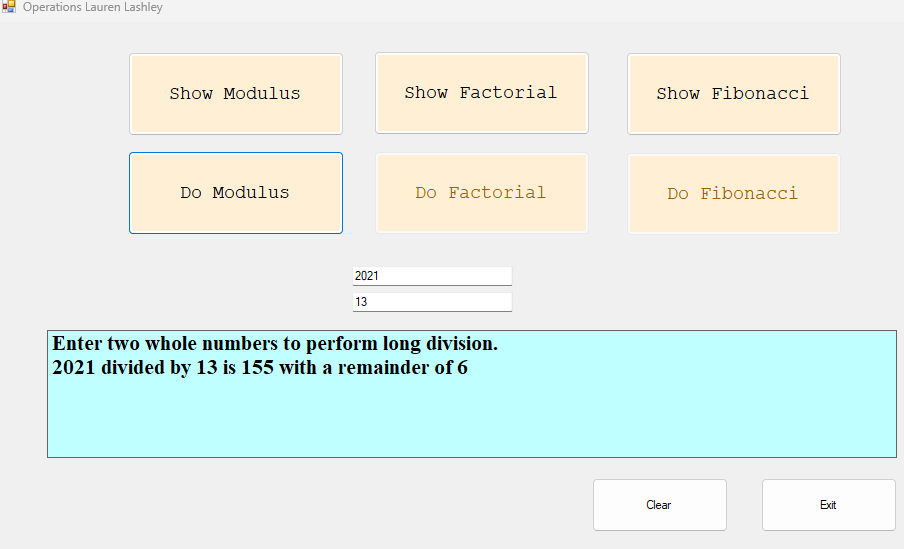 Operations Lauren Lashley
Show Modulus
Show Factorial
Show Fibonacci
Do Modulus
Do Factorial
Do Fibonacci
2021
13
Enter two whole numbers to perform long division.
2021 divided by 13 is 155 with a remainder of 6
Clear
Exit